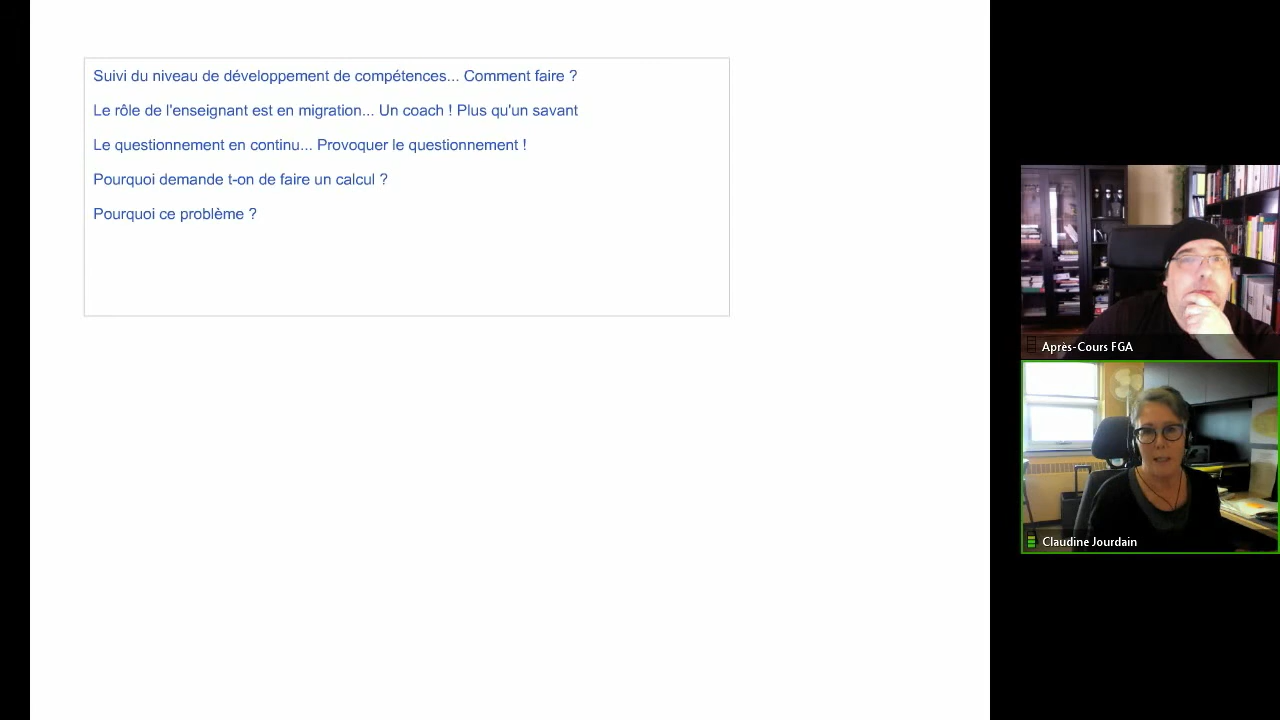 Suivi du niveau de développement de compétences... Comment faire ?
Le rôle de l'enseignant est en migration... Un coach ! Plus qu'un savant
Le questionnement en continu... Provoquer le questionnement !
Pourquoi demande t-on de faire un calcul ?
Pourquoi ce problème ?
Après-Cours FGA
Claudine Jourdain